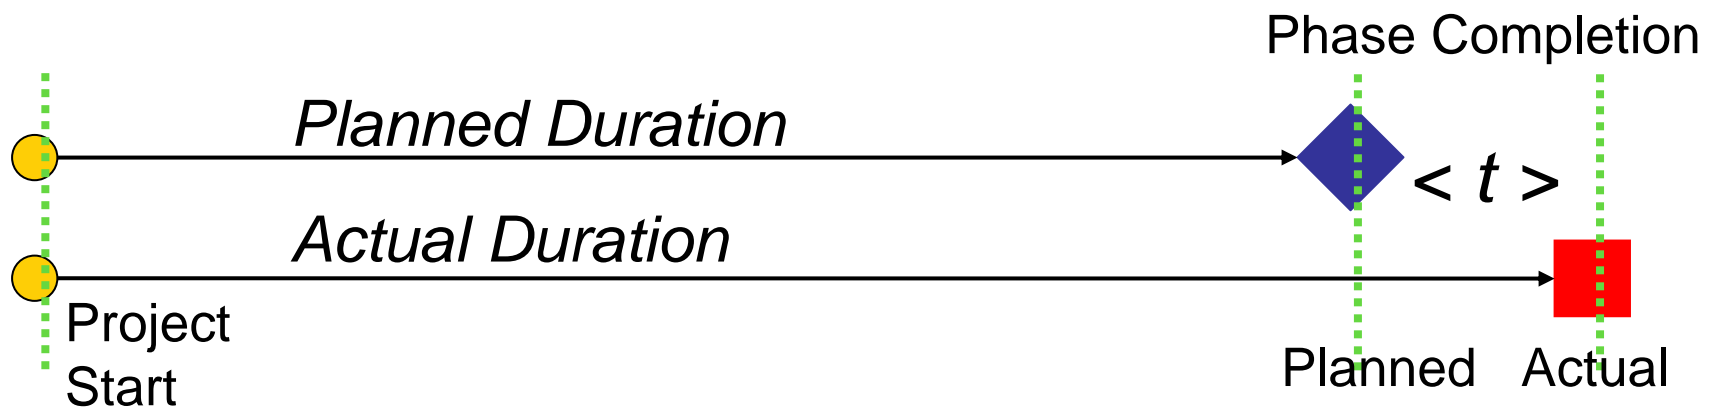 Phase Completion
Planned Duration
< t >
Actual Duration
Project
Start
Planned
Actual